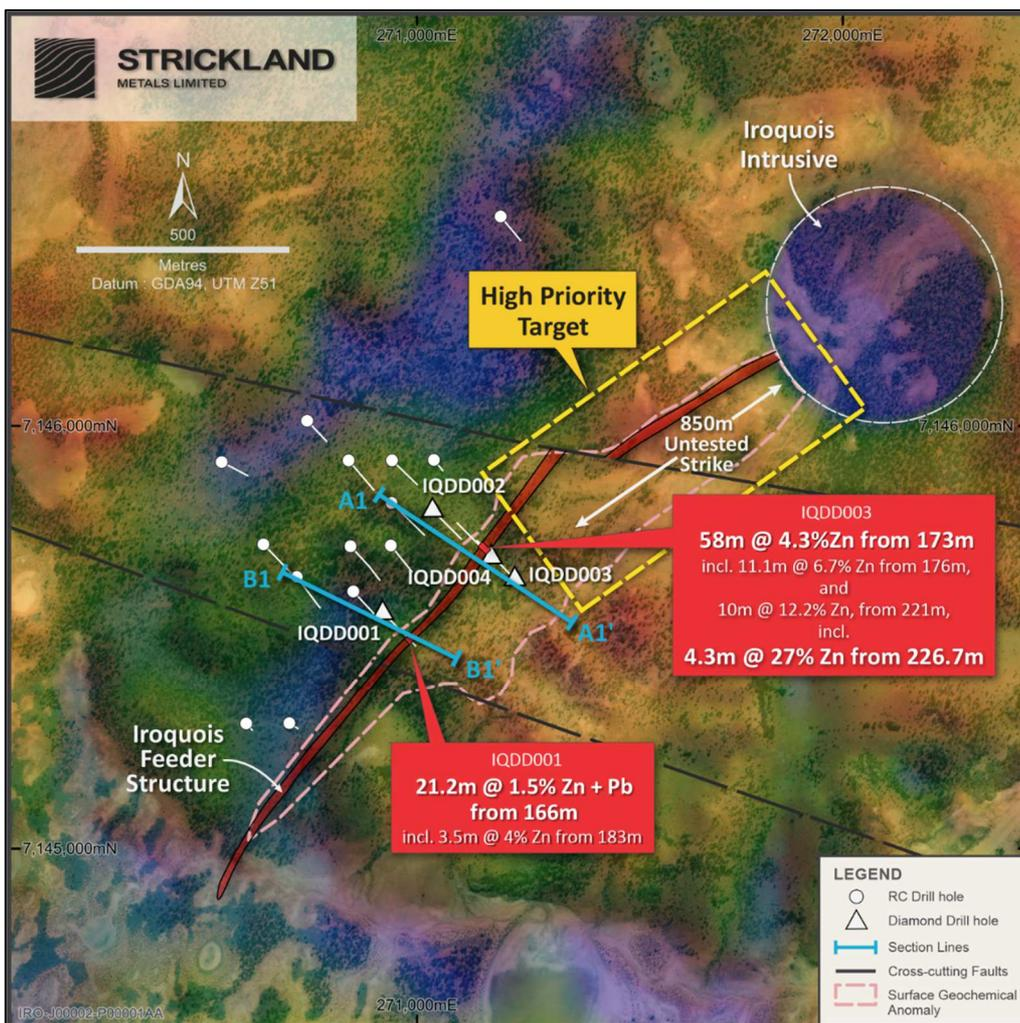 STRICKLAND
METALS LIMITED
271,000mE
272,000mE
N
500
Metres
Datum : GDA94, UTM Z51
Iroquois
Intrusive
High Priority
Target
7,146,000mN
7,146,000mN
850m
Untested
Strike
IQDD002
A1
IQDD003
58m @ 4.3%Zn from 173m
incl. 11.1m @ 6.7% Zn from 176m,
and
10m @ 12.2% Zn, from 221m,
incl.
4.3m @ 27% Zn from 226.7m
B1
IQDD004
IQDD003
IQDD001
A1'
B1'
Iroquois
Feeder
Structure
IQDD001
21.2m @ 1.5% Zn + Pb
from 166m
incl. 3.5m @ 4% Zn from 183m
7,145,000mN
LEGEND
RC Drill hole
Diamond Drill hole
Section Lines
Cross-cutting Faults
Surface Geochemical
Anomaly
271,000mE
IRO-J00002-P00001AA